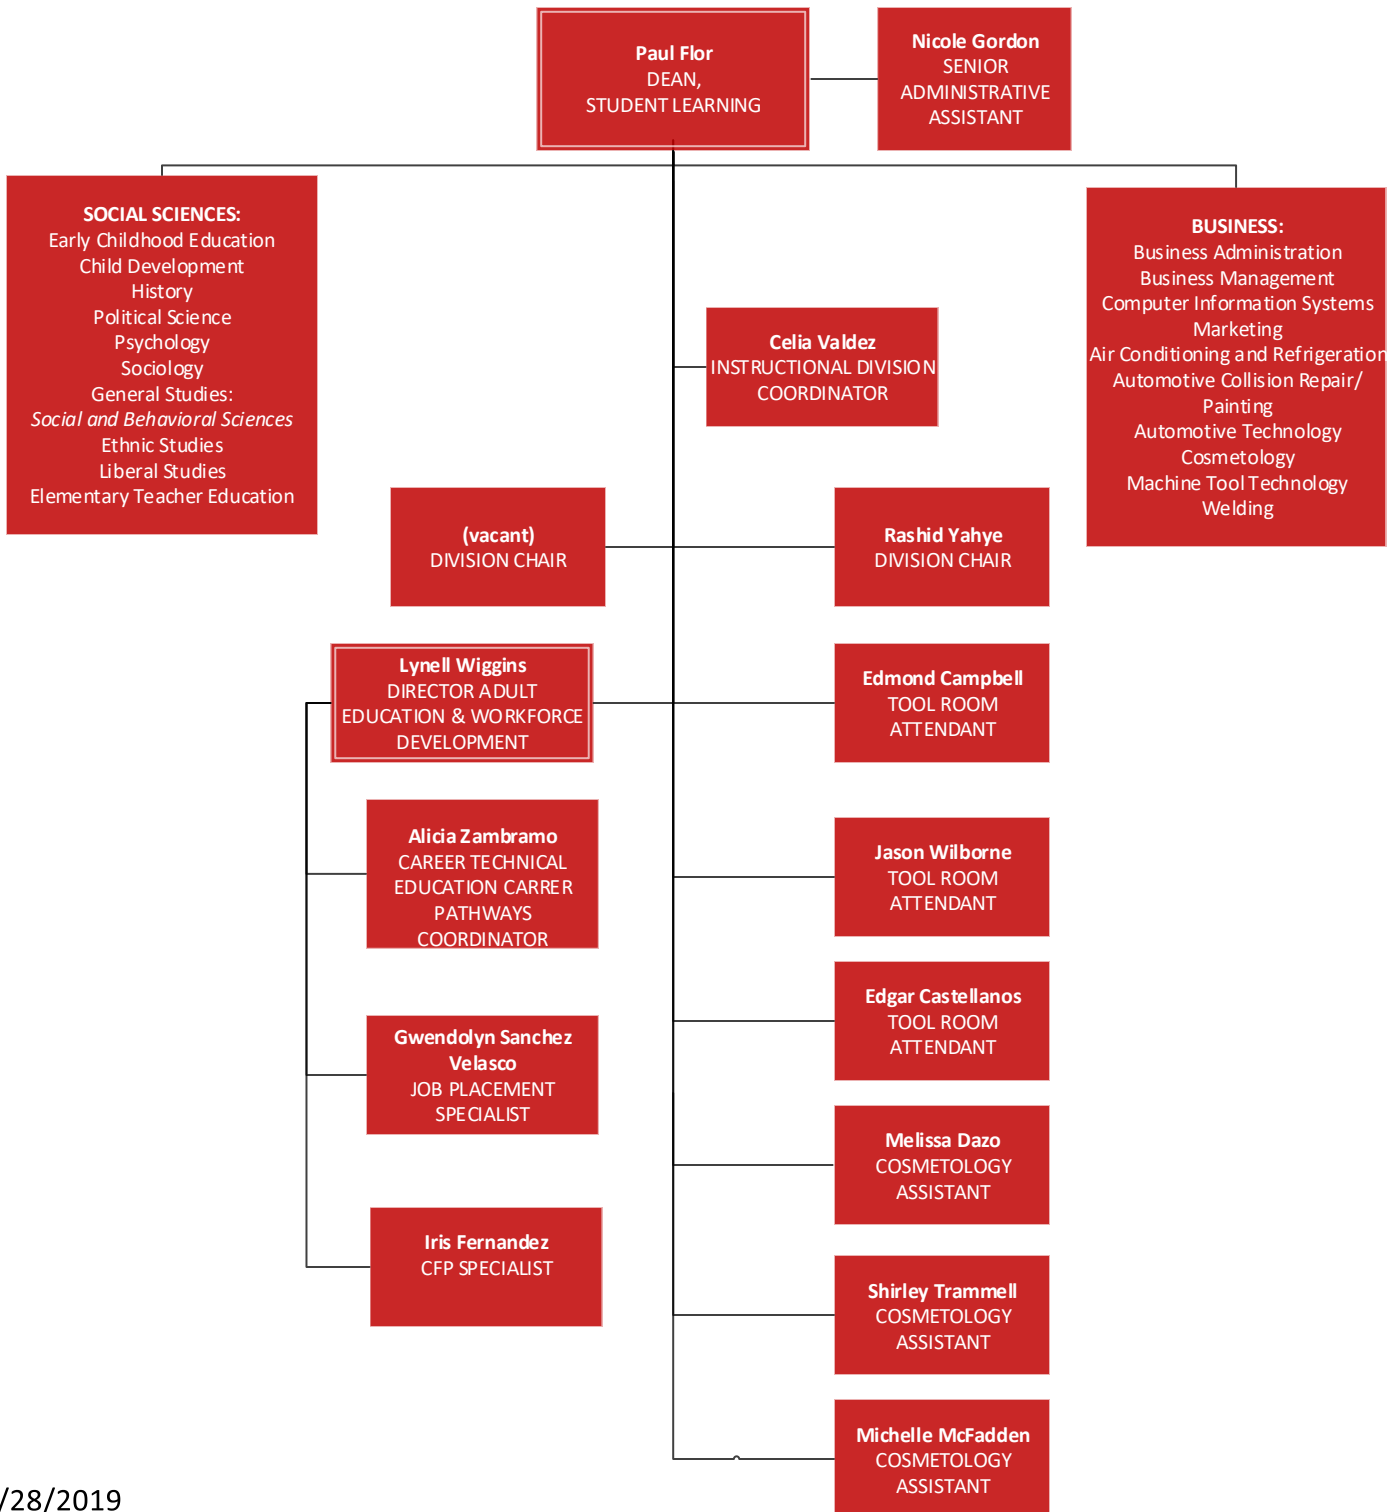 Paul Flor
DEAN,
STUDENT LEARNING
Nicole Gordon
SENIOR
ADMINISTRATIVE
ASSISTANT
SOCIAL SCIENCES:
Early Childhood Education
Child Development
History
Political Science
Psychology
Sociology
General Studies:
Social and Behavioral Sciences
Ethnic Studies
Liberal Studies
Elementary Teacher Education
BUSINESS:
Business Administration
Business Management
Computer Information Systems
Marketing
Air Conditioning and Refrigeration
Automotive Collision Repair/
Painting
Automotive Technology
Cosmetology
Machine Tool Technology
Welding
Celia Valdez
INSTRUCTIONAL DIVISION
COORDINATOR
(vacant)
DIVISION CHAIR
Rashid Yahye
DIVISION CHAIR
Lynell Wiggins
DIRECTOR ADULT
EDUCATION & WORKFORCE
DEVELOPMENT
Edmond Campbell
TOOL ROOM
ATTENDANT
Alicia Zambramo
CAREER TECHNICAL
EDUCATION CARRER
PATHWAYS
COORDINATOR
Jason Wilborne
TOOL ROOM
ATTENDANT
Edgar Castellanos
TOOL ROOM
ATTENDANT
Gwendolyn Sanchez
Velasco
JOB PLACEMENT
SPECIALIST
Melissa Dazo
COSMETOLOGY
ASSISTANT
Iris Fernandez
CFP SPECIALIST
Shirley Trammell
COSMETOLOGY
ASSISTANT
Michelle McFadden
COSMETOLOGY
ASSISTANT
/28/2019